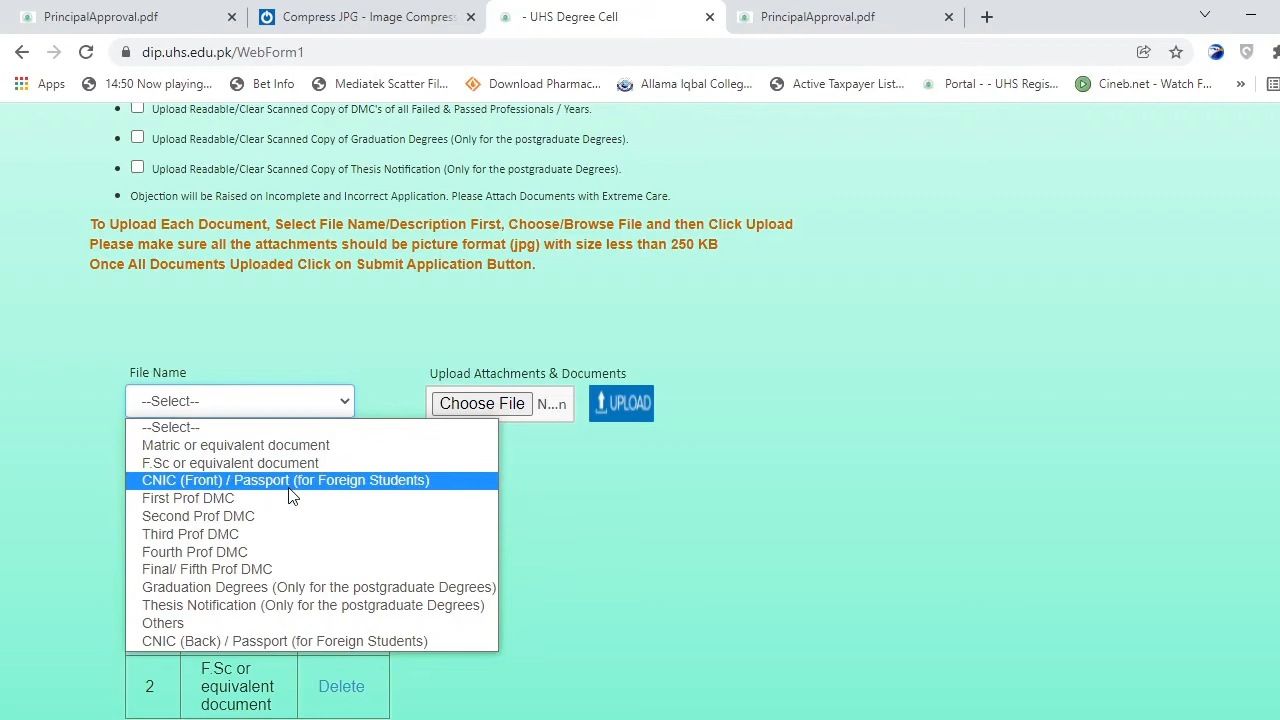 PrincipalApproval.pdf
Compress JPG - Image Compress
- UHS Degree Cell
PrincipalApproval.pdf
dip.uhs.edu.pk/WebForm1
Apps
14:50 Now playing...
Bet Info
Mediatek Scatter Fil...
Download Pharmac...
Allama Iqbal Colleg...
Active Taxpayer List...
Portal - - UHS Regis...
Cineb.net - Watch F...
»
Upload Readable/Clear Scanned Copy of DMC's of all Failed & Passed Professionals / Years.
Upload Readable/Clear Scanned Copy of Graduation Degrees (Only for the postgraduate Degrees).
Upload Readable/Clear Scanned Copy of Thesis Notification (Only for the postgraduate Degrees).
Objection will be Raised on Incomplete and Incorrect Application. Please Attach Documents with Extreme Care.
To Upload Each Document, Select File Name/Description First, Choose/Browse File and then Click Upload
Please make sure all the attachments should be picture format (jpg) with size less than 250 KB
Once All Documents Uploaded Click on Submit Application Button.
File Name
Upload Attachments & Documents
--Select--
Choose File N...n
UPLOAD
--Select--
Matric or equivalent document
F.Sc or equivalent document
CNIC (Front) / Passport (for Foreign Students)
First Prof DMC
Second Prof DMC
Third Prof DMC
Fourth Prof DMC
Final/ Fifth Prof DMC
Graduation Degrees (Only for the postgraduate Degrees)
Thesis Notification (Only for the postgraduate Degrees)
Others
CNIC (Back) / Passport (for Foreign Students)
2
F.Sc or
equivalent
document
Delete